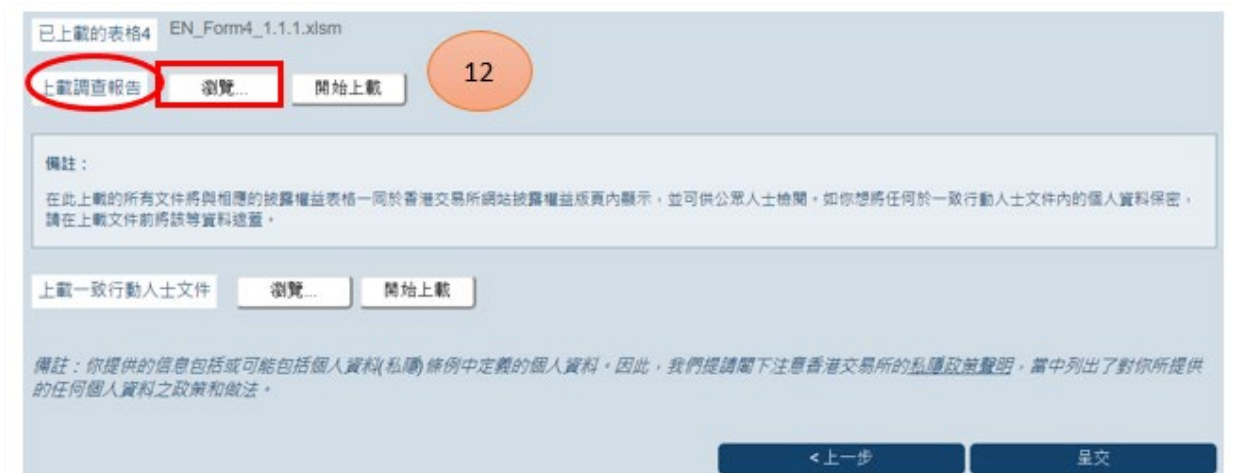 已上載的表格4 EN_Form4_1.1.1.xlsm
上載調查報告 瀏覽... 開始上載 12
備註：
在此上載的所有文件將與相應的披露權益表格一同於香港交易所網站披露權益版頁內顯示，並可供公眾人士檢閱。如你想將任何於一致行動人士文件內的個人資料保密，
請在上載文件前將該等資料遮蓋。
上載一致行動人士文件 瀏覽... 開始上載
備註：你提供的信息包括或可能包括個人資料(私隱)條例中定義的個人資料。因此，我們提請閣下注意香港交易所的私隱政策聲明，當中列出了對你所提供
的任何個人資料之政策和做法。
<上一步 呈交